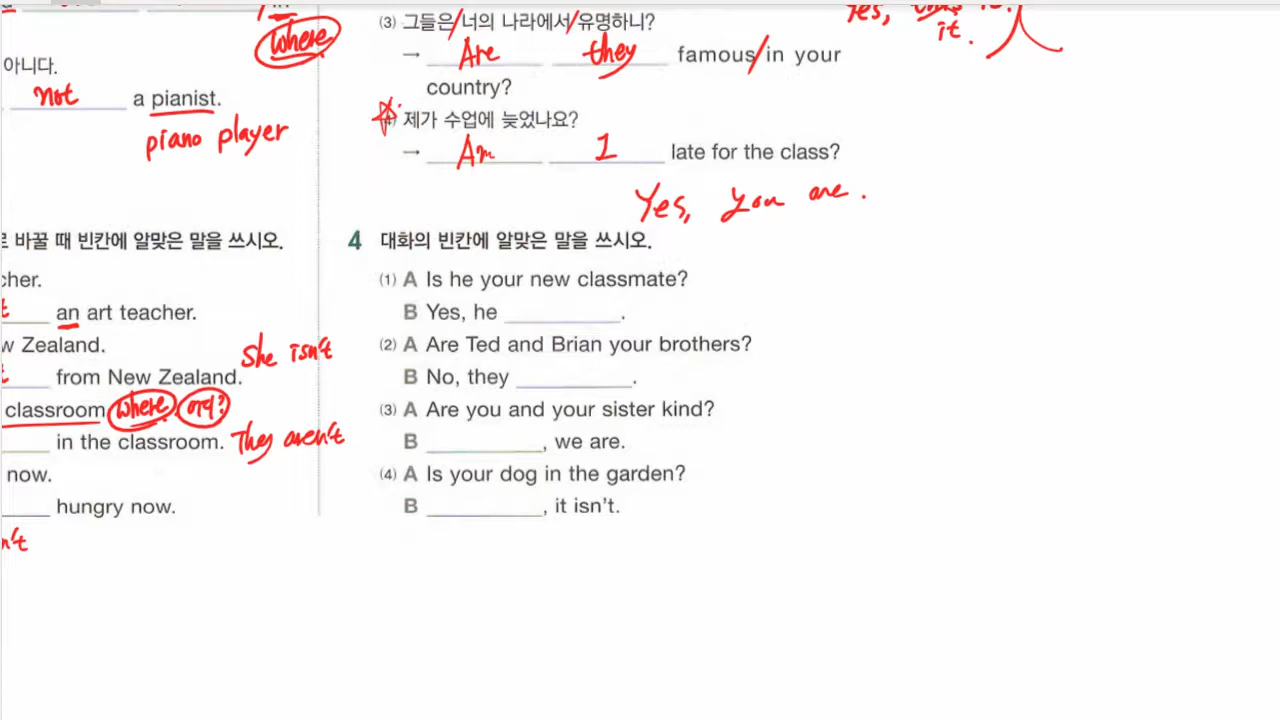 where
아니다.
not a pianist.
piano player
로 바꿀 때 빈칸에 알맞은 말을 쓰시오.
cher.
an art teacher.
w Zealand.
She isn't
from New Zealand.
classroom where 어디?
in the classroom. They aren't
now.
hungry now.
n't
(3) 그들은/너의 나라에서/유명하니?
→ Are they famous/in your
country?
제가 수업에 늦었나요?
→ Am I late for the class?
Yes, you are.
4 대화의 빈칸에 알맞은 말을 쓰시오.
(1) A Is he your new classmate?
B Yes, he ________.
(2) A Are Ted and Brian your brothers?
B No, they ________.
(3) A Are you and your sister kind?
B ________, we are.
(4) A Is your dog in the garden?
B ________, it isn't.
Yes,
it.